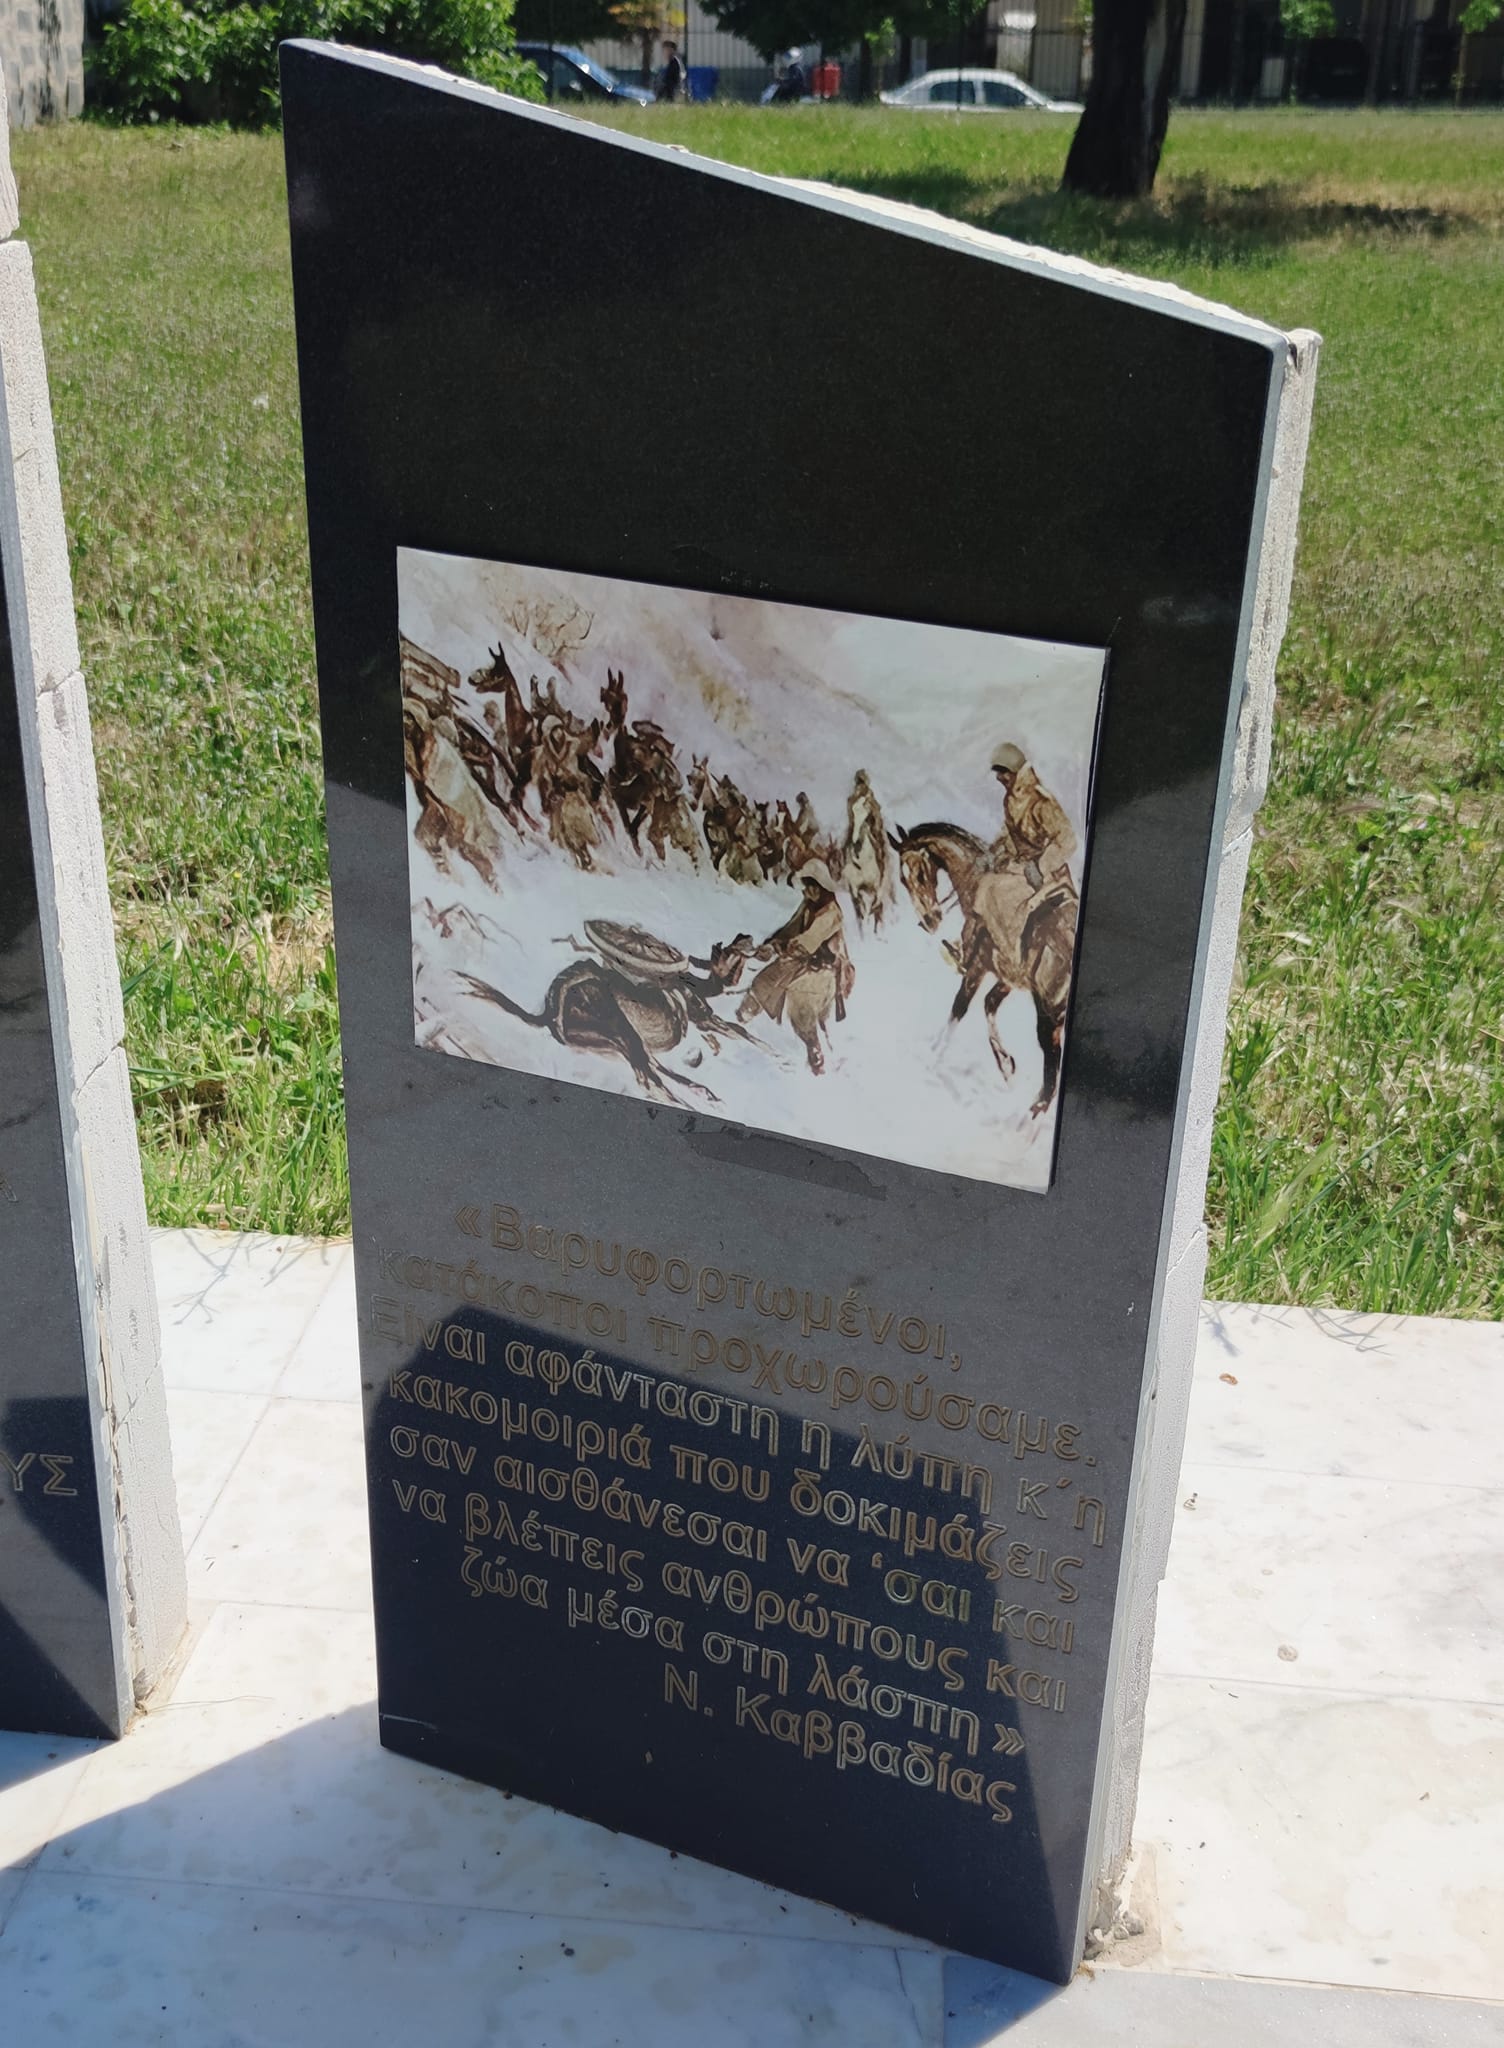 «Βαρυφορτωμένοι,
κατάκοποι προχωρούσαμε.
Είναι αφάνταστη η λύπη κ΄η
κακομοιριά που δοκιμάζεις
σαν αισθάνεσαι να ‘σαι και
να βλέπεις ανθρώπους και
ζώα μέσα στη λάσπη»
Ν. Καββαδίας
ΥΣ